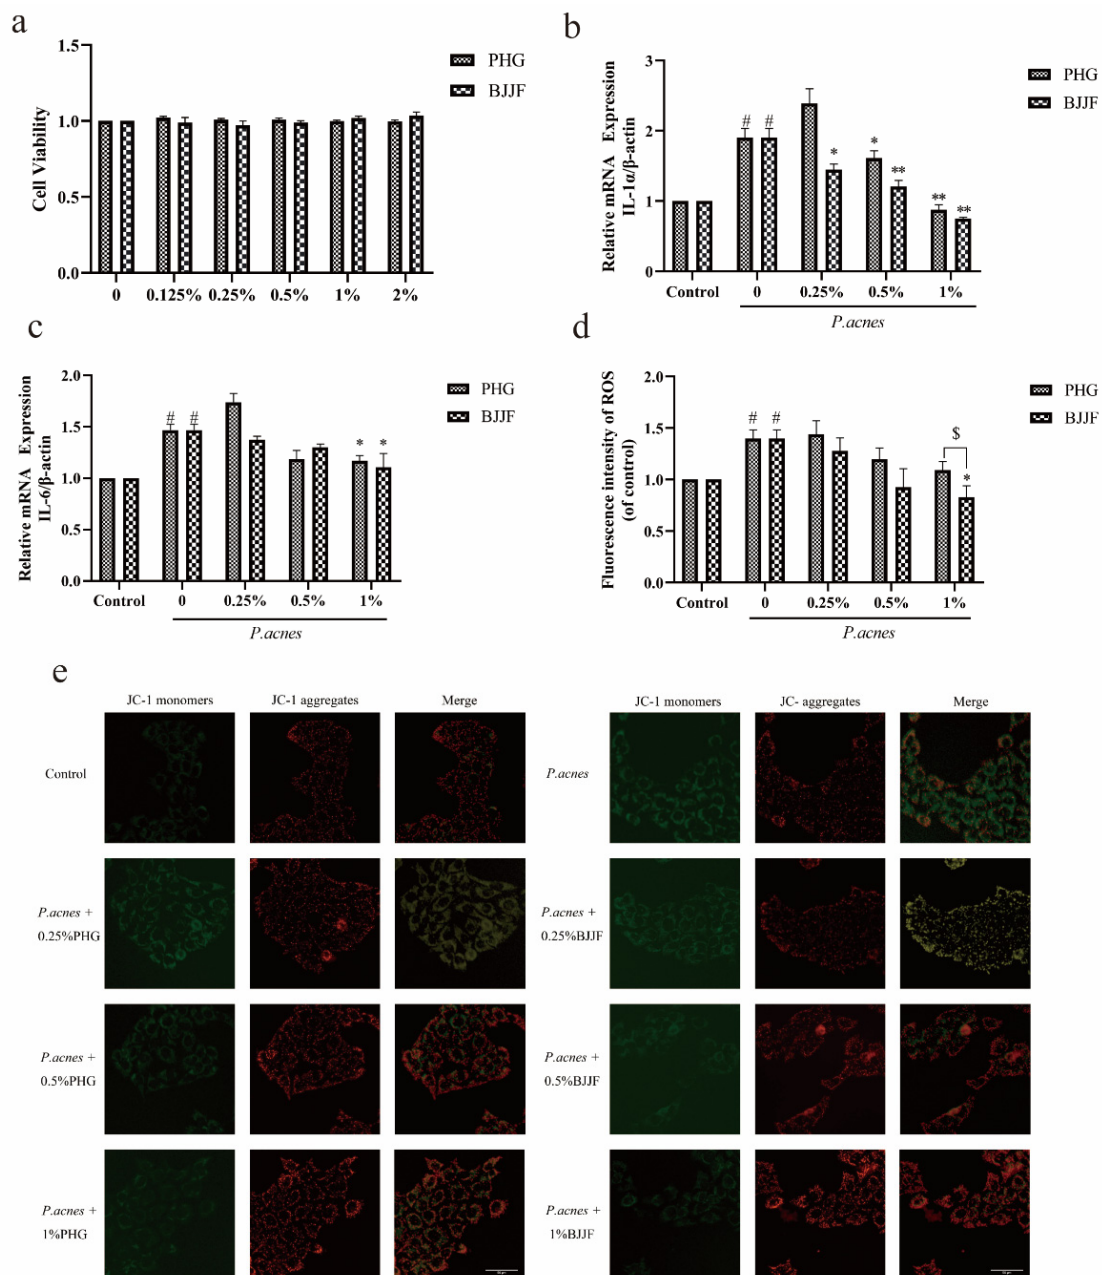 a
1.5
1.0
0.5
0.0
Cell Viability
PHG
BJJF
0 0.125% 0.25% 0.5% 1% 2%
b
3
2
1
0
Relative mRNA Expression
IL-1α/β-actin
PHG
BJJF
# # * * ** ** **
Control 0 0.25% 0.5% 1%
P.acnes
c
2.0
1.5
1.0
0.5
0.0
Relative mRNA Expression
IL-6/β-actin
PHG
BJJF
# # * *
Control 0 0.25% 0.5% 1%
P.acnes
d
2.0
1.5
1.0
0.5
0.0
Fluorescence intensity of ROS
(of control)
PHG
BJJF
# # $ *
Control 0 0.25% 0.5% 1%
P.acnes
e
JC-1 monomers JC-1 aggregates Merge
JC-1 monomers JC- aggregates Merge
Control
P.acnes
P.acnes +
0.25%PHG
P.acnes +
0.25%BJJF
P.acnes +
0.5%PHG
P.acnes +
0.5%BJJF
P.acnes +
1%PHG
P.acnes +
1%BJJF